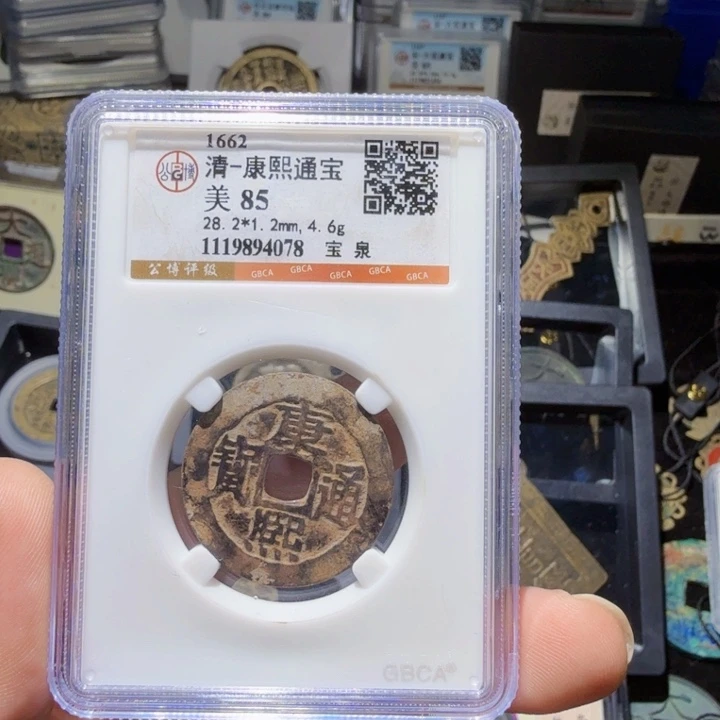 1662
清-康熙通宝
美 85
28.2*1.2mm, 4.6g
1119894078 宝 泉
公博评级 GBCA GBCA GBCA GBCA GBCA
康熙通寶
GBCA®